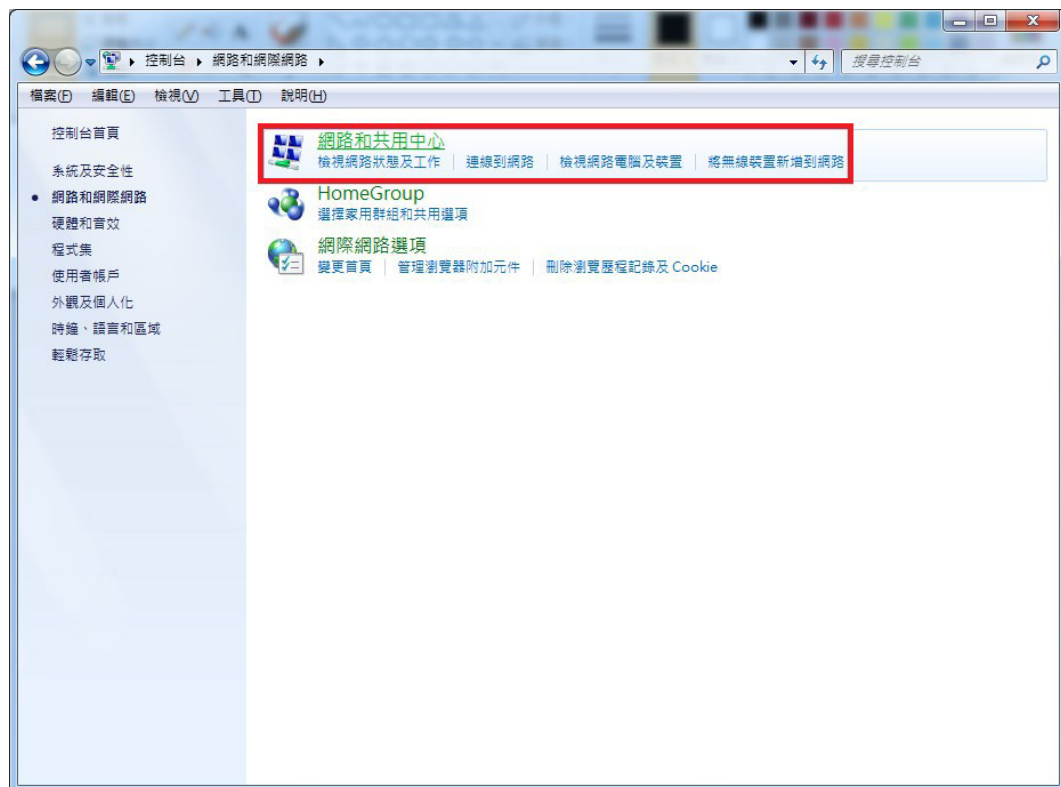 控制台 ▸ 網路和網際網路 ▸
搜尋控制台
檔案(F) 編輯(E) 檢視(V) 工具(T) 說明(H)
控制台首頁
系統及安全性
網路和網際網路
硬體和音效
程式集
使用者帳戶
外觀及個人化
時鐘、語言和區域
輕鬆存取
網路和共用中心
檢視網路狀態及工作 | 連線到網路 | 檢視網路電腦及裝置 | 將無線裝置新增到網路
HomeGroup
選擇家用群組和共用選項
網際網路選項
變更首頁 | 管理瀏覽器附加元件 | 刪除瀏覽歷程記錄及 Cookie